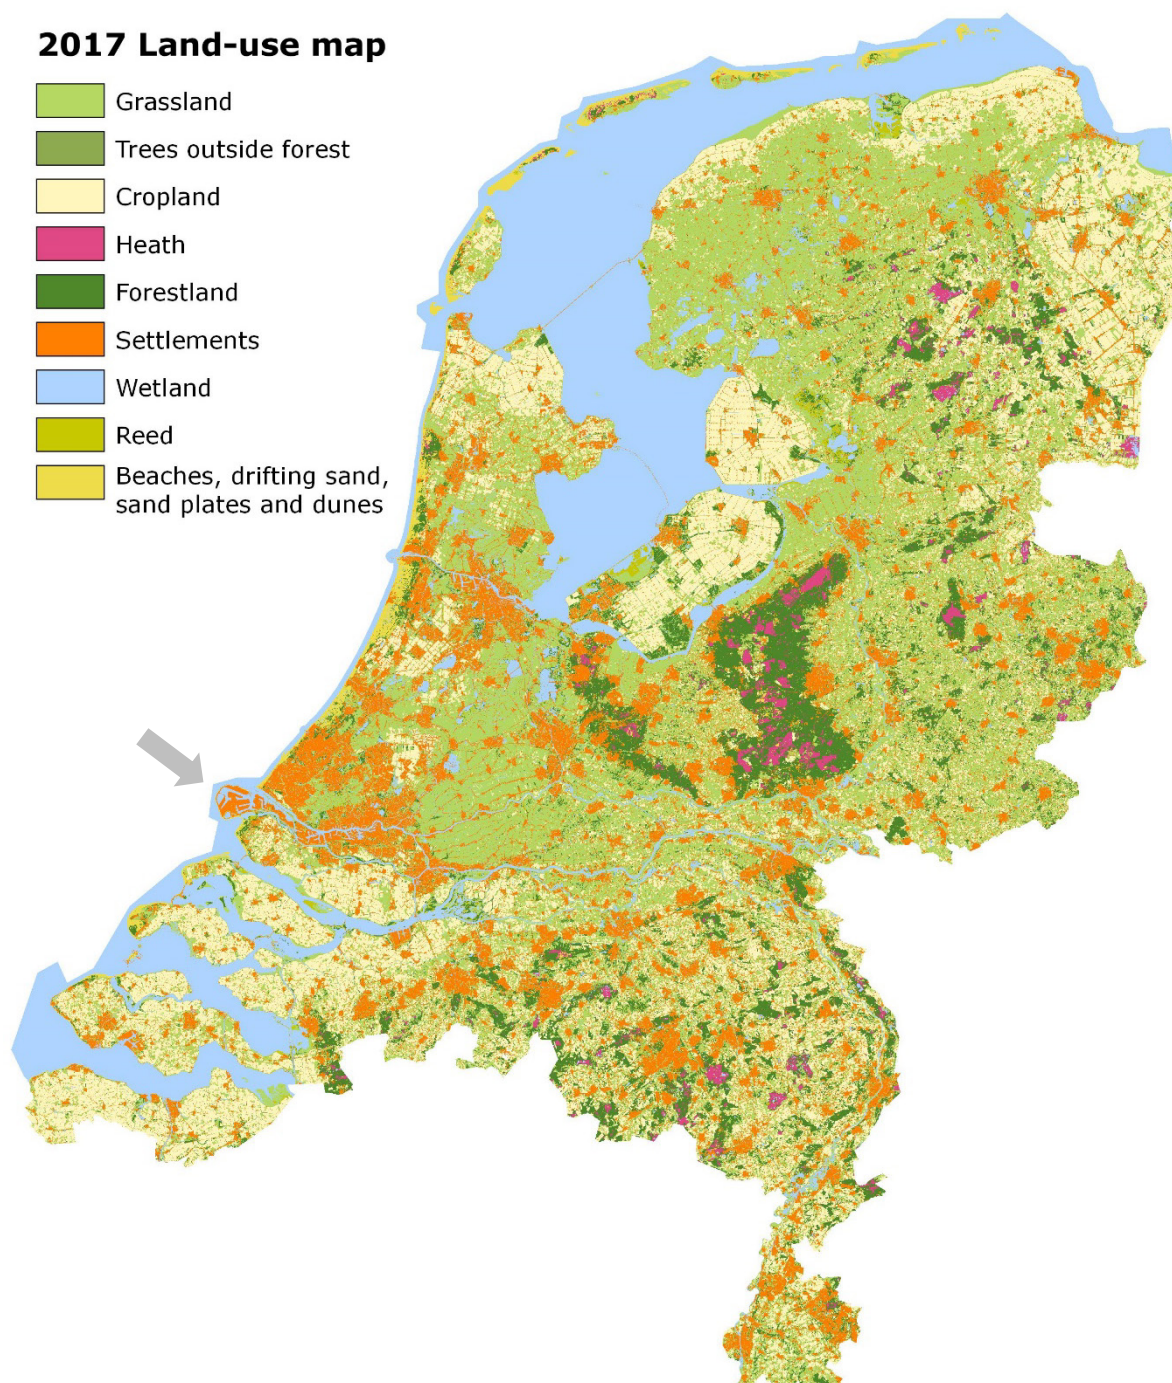 2017 Land-use map
Grassland
Trees outside forest
Cropland
Heath
Forestland
Settlements
Wetland
Reed
Beaches, drifting sand,
sand plates and dunes